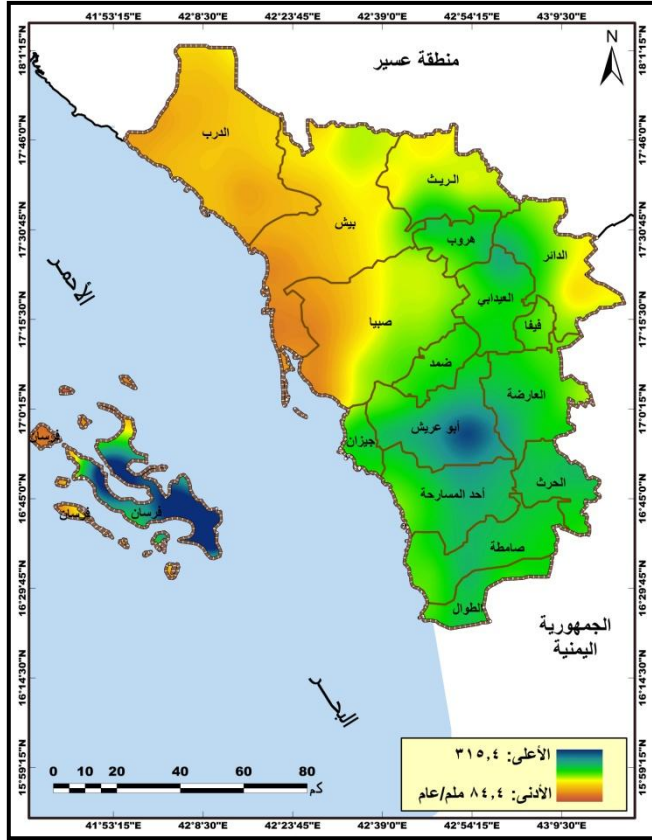 41°53'15"E 42°8'30"E 42°23'45"E 42°39'0"E 42°54'15"E 43°9'30"E
18°1'15"N
17°46'0"N
17°30'45"N
17°15'30"N
17°0'15"N
16°45'0"N
16°29'45"N
16°14'30"N
15°59'15"N
18°1'15"N
17°46'0"N
17°30'45"N
17°15'30"N
17°0'15"N
16°45'0"N
16°29'45"N
16°14'30"N
15°59'15"N
N
منطقة عسير
الدرب
الريث
بيش
هروب
الدائر
العيدابي
فيفا
صبيا
ضمد
العارضة
أبو عريش
جيزان
الحرث
أحد المسارحة
صامطة
الطوال
فرسان
فرسان
فرسان
الأحمر
البحر
الجمهورية
اليمنية
0 5 10 20 40 60 80
كم
الأعلى: ٣١٥,٤
الأدنى: ٨٤,٤ ملم/عام
41°53'15"E 42°8'30"E 42°23'45"E 42°39'0"E 42°54'15"E 43°9'30"E